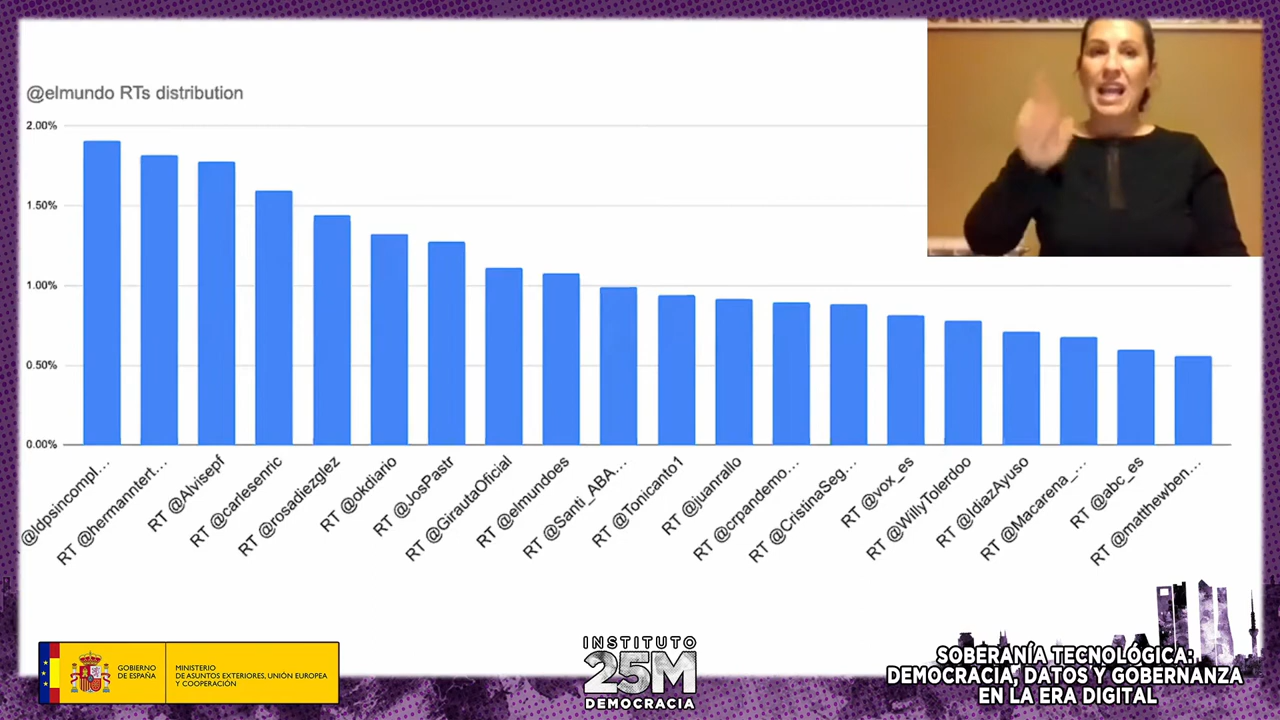 @elmundo RTs distribution
2.00%
1.50%
1.00%
0.50%
0.00%
@ldpsincompl...
RT @hermanntert...
RT @Alvisepf
RT @carlesenric
RT @rosadiezglez
RT @okdiario
RT @JosPastr
RT @GirautaOficial
RT @elmundoes
RT @Santi_ABA...
RT @Tonicanto1
RT @juanrallo
RT @crpandemo...
RT @CristinaSeg...
RT @vox_es
RT @WillyTolerdoo
RT @IdiazAyuso
RT @Macarena_...
RT @abc_es
RT @matthewben...
GOBIERNO
DE ESPAÑA
MINISTERIO
DE ASUNTOS EXTERIORES, UNIÓN EUROPEA
Y COOPERACIÓN
INSTITUTO
25M
DEMOCRACIA
SOBERANÍA TECNOLÓGICA:
DEMOCRACIA, DATOS Y GOBERNANZA
EN LA ERA DIGITAL